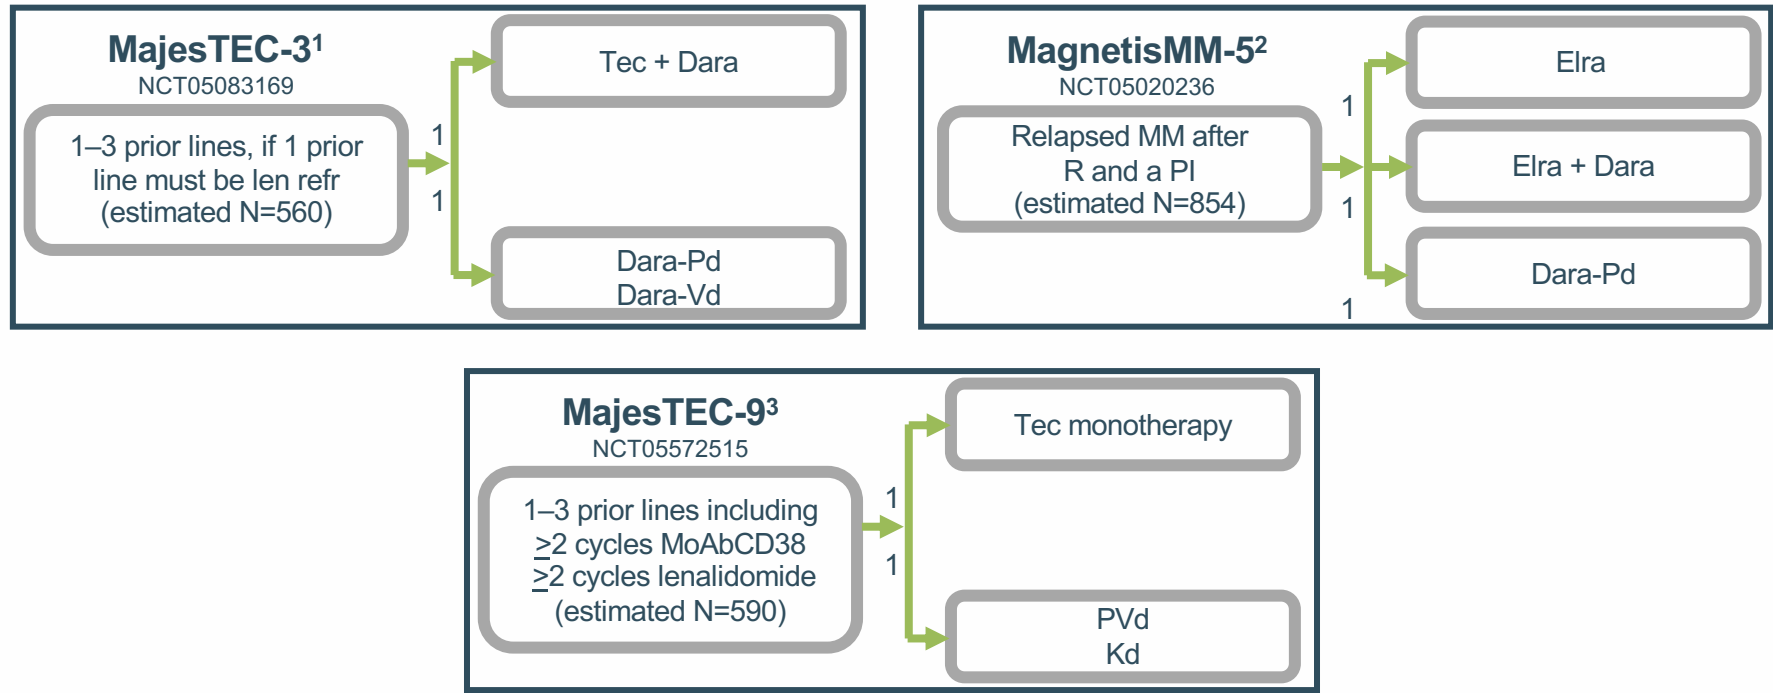 MajesTEC-3¹
NCT05083169
1–3 prior lines, if 1 prior
line must be len refr
(estimated N=560)
1
1
Tec + Dara
Dara-Pd
Dara-Vd
MagnetisMM-5²
NCT05020236
Relapsed MM after
R and a PI
(estimated N=854)
1
1
1
Elra
Elra + Dara
Dara-Pd
MajesTEC-9³
NCT05572515
1–3 prior lines including
≥2 cycles MoAbCD38
≥2 cycles lenalidomide
(estimated N=590)
1
1
Tec monotherapy
PVd
Kd